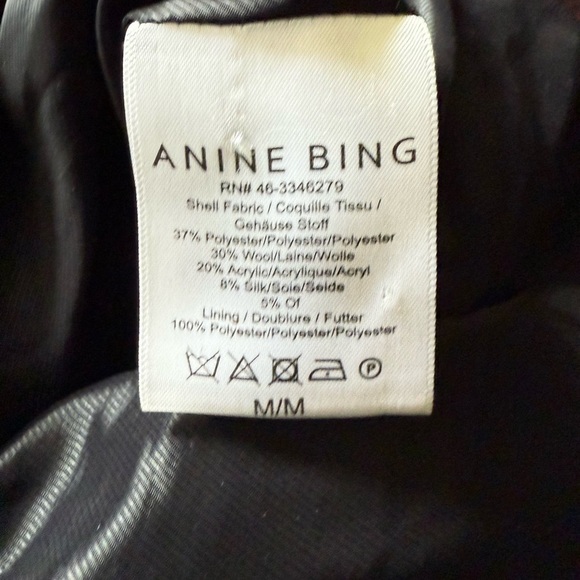 ANINE BING
RN# 46-3346279
Shell Fabric / Coquille Tissu /
Gehäuse Stoff
37% Polyester/Polyester/Polyester
30% Wool/Laine/Wolle
20% Acrylic/Acrylique/Acryl
8% Silk/Soie/Seide
5% Of
Lining / Doublure / Futter
100% Polyester/Polyester/Polyester
P
M/M